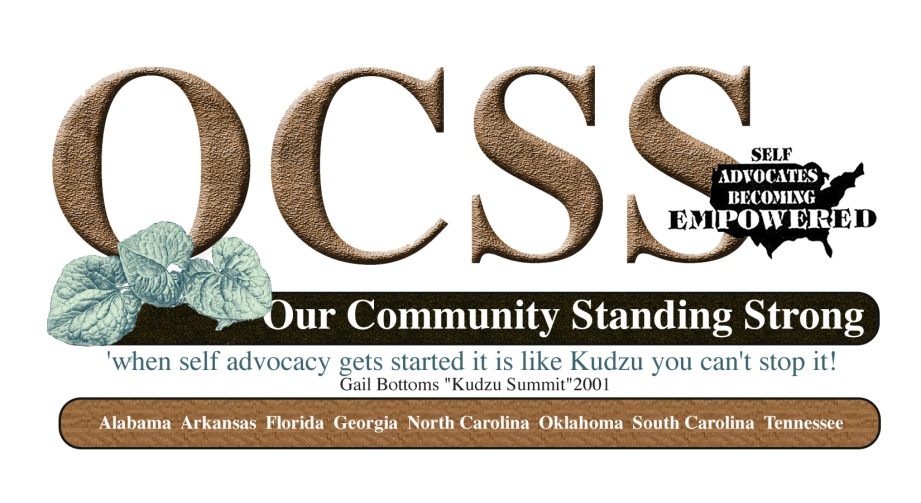 OCSS
SELF
ADVOCATES
BECOMING
EMPOWERED
Our Community Standing Strong
'when self advocacy gets started it is like Kudzu you can't stop it!
Gail Bottoms "Kudzu Summit"2001
Alabama Arkansas Florida Georgia North Carolina Oklahoma South Carolina Tennessee